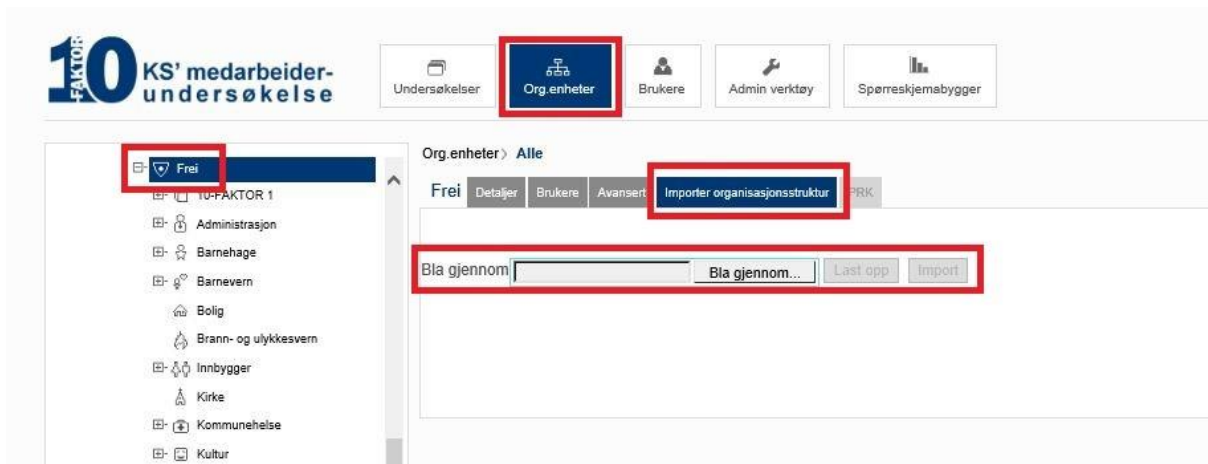 10
FAKTOR
KS' medarbeider-
undersøkelse
Undersøkelser
Org.enheter
Brukere
Admin verktøy
Spørreskjemabygger
Frei
10-FAKTOR 1
Administrasjon
Barnehage
Barnevern
Bolig
Brann- og ulykkesvern
Innbygger
Kirke
Kommunehelse
Kultur
Org.enheter> Alle
Frei Detaljer Brukere Avansert Importer organisasjonsstruktur PRK
Bla gjennom Bla gjennom... Last opp Import